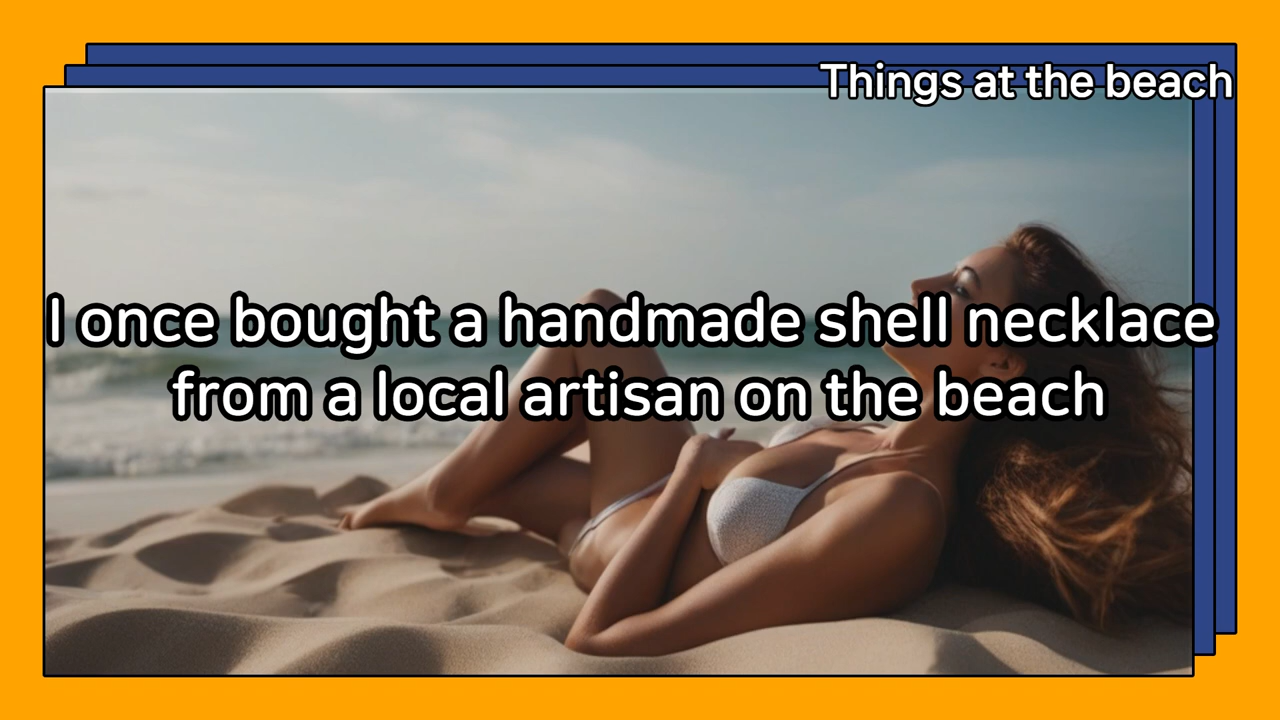 Things at the beach
I once bought a handmade shell necklace
from a local artisan on the beach